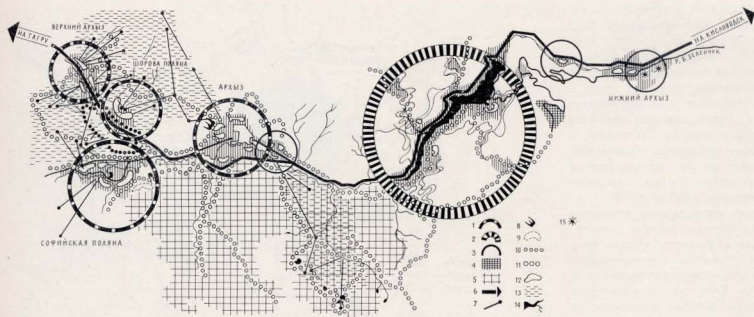 ВЕРХНИЙ АРХЫЗ
НА ГАГРУ
ШОРОВА ПОЛЯНА
АРХЫЗ
НА КИСЛОВОДСК
Р. Б. ЗЕЛЕНЧУК
НИЖНИЙ АРХЫЗ
СОФИЙСКАЯ ПОЛЯНА
1
2
3
4
5
6
7
8
9
10
11
12
13
14
15